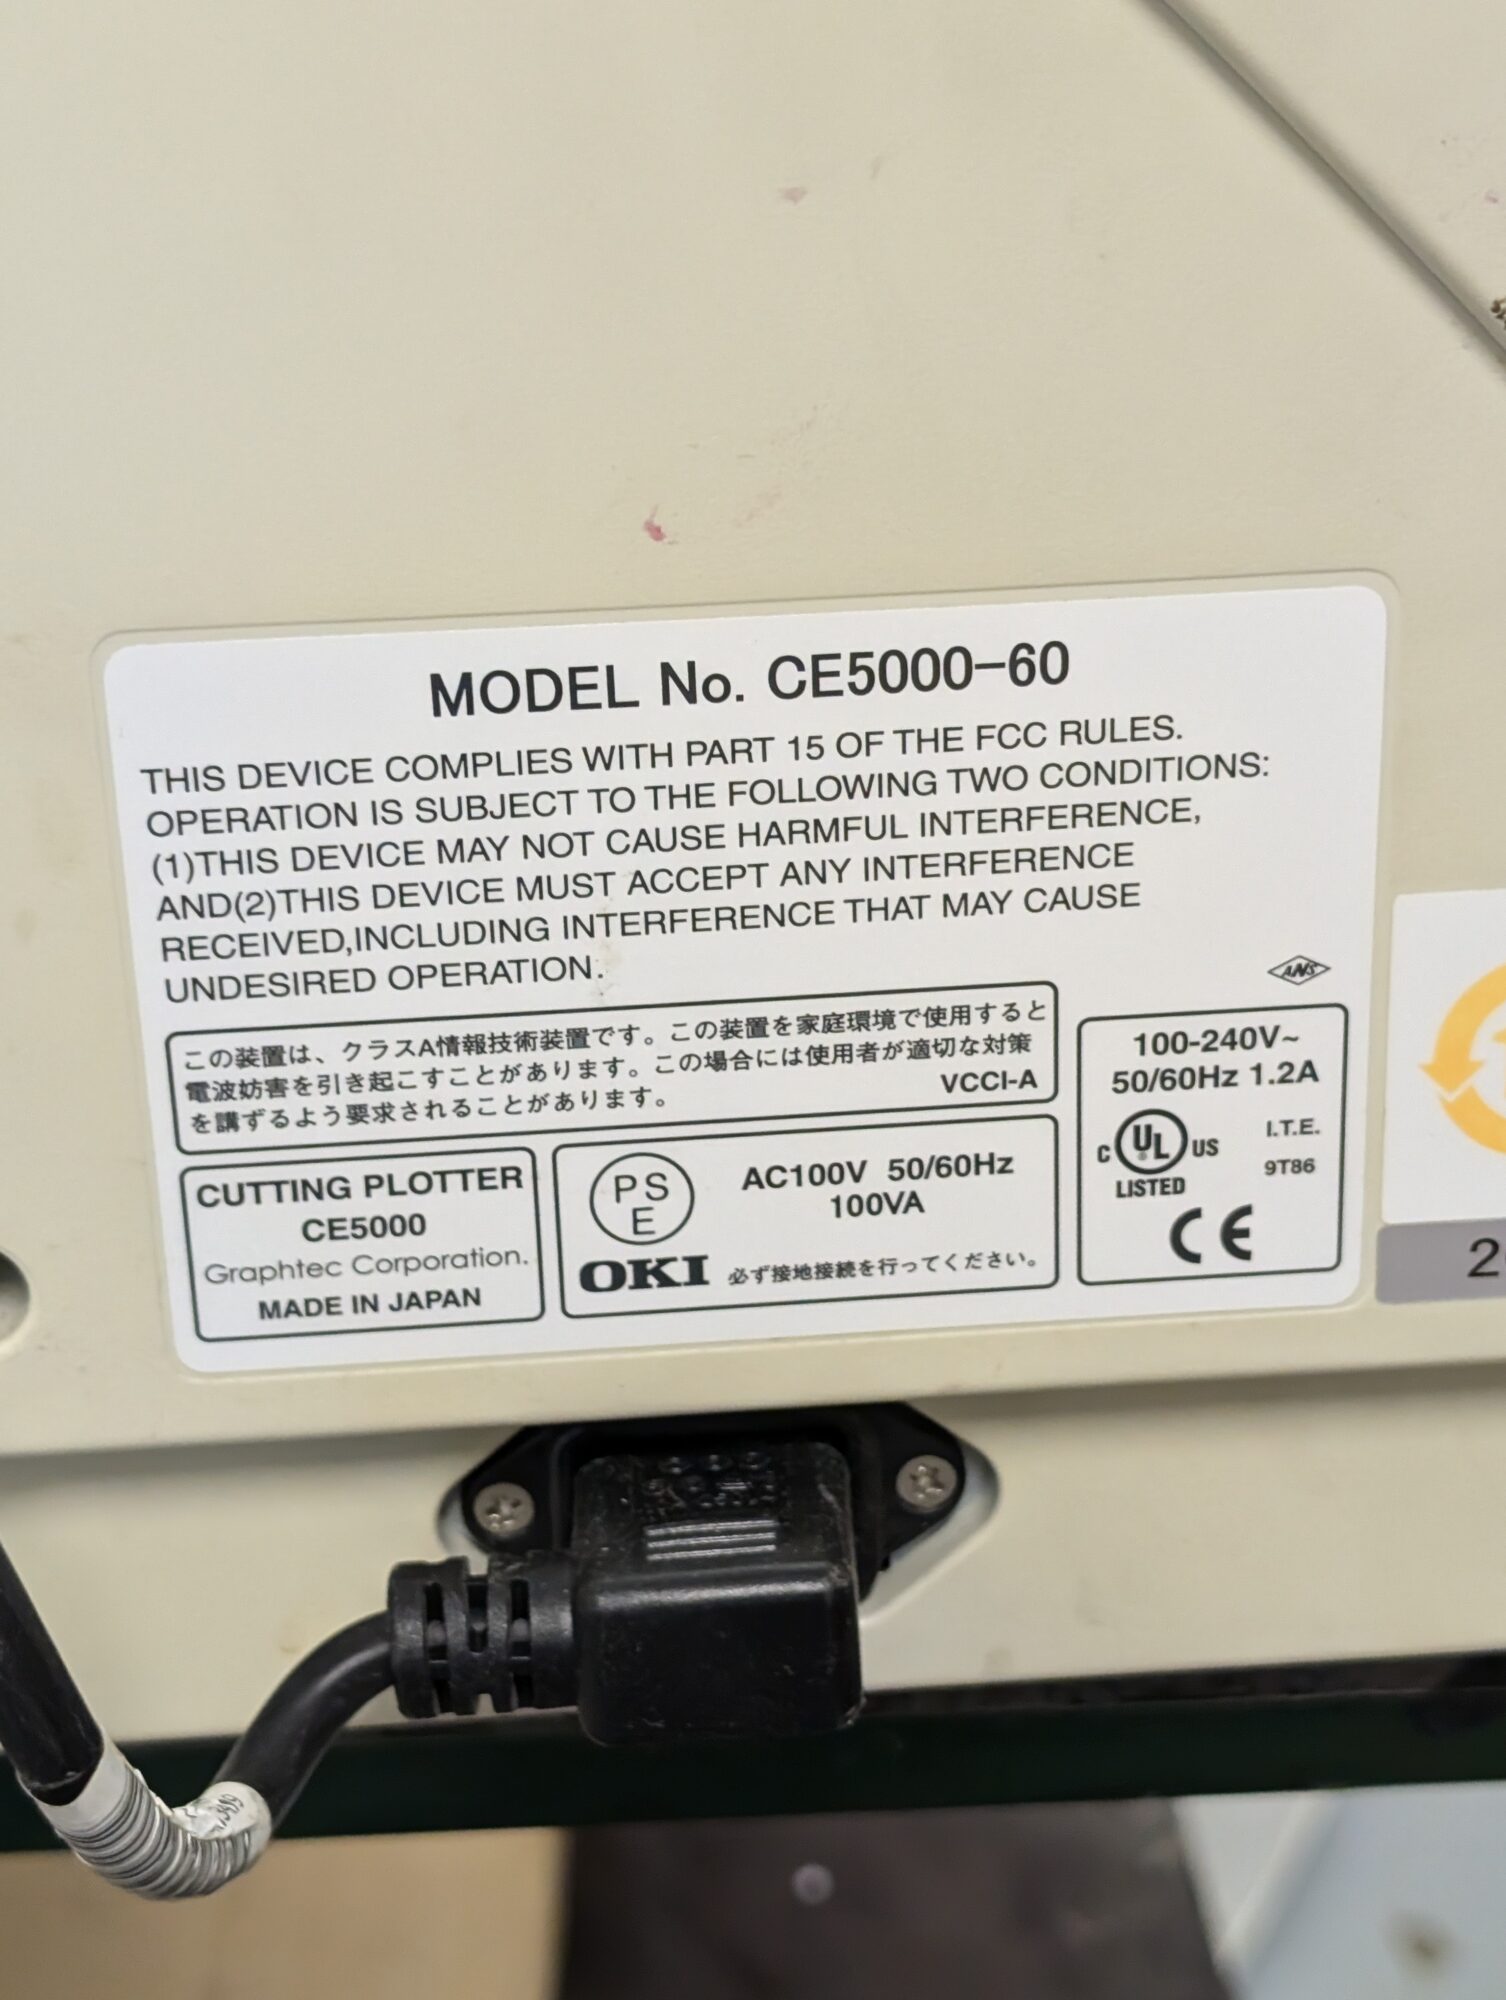 MODEL No. CE5000-60
THIS DEVICE COMPLIES WITH PART 15 OF THE FCC RULES.
OPERATION IS SUBJECT TO THE FOLLOWING TWO CONDITIONS:
(1)THIS DEVICE MAY NOT CAUSE HARMFUL INTERFERENCE,
AND(2)THIS DEVICE MUST ACCEPT ANY INTERFERENCE
RECEIVED,INCLUDING INTERFERENCE THAT MAY CAUSE
UNDESIRED OPERATION.
ANS
この装置は、クラスA情報技術装置です。この装置を家庭環境で使用すると
電波妨害を引き起こすことがあります。この場合には使用者が適切な対策
を講ずるよう要求されることがあります。
VCCI-A
100-240V~
50/60Hz 1.2A
C UL US
LISTED
I.T.E.
9T86
CE
CUTTING PLOTTER
CE5000
Graphtec Corporation.
MADE IN JAPAN
PS
E
AC100V 50/60Hz
100VA
OKI 必ず接地接続を行ってください。